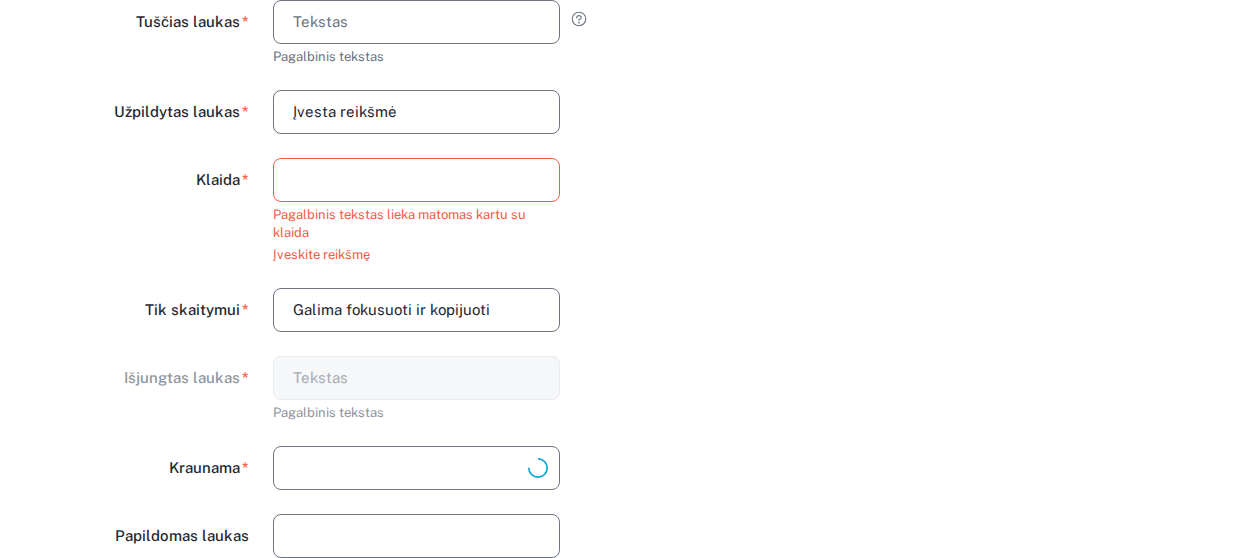 Tuščias laukas* Tekstas
Pagalbinis tekstas
Užpildytas laukas* Įvesta reikšmė
Klaida*
Pagalbinis tekstas lieka matomas kartu su
klaida
Įveskite reikšmę
Tik skaitymui* Galima fokusuoti ir kopijuoti
Išjungtas laukas* Tekstas
Pagalbinis tekstas
Kraunama*
Papildomas laukas